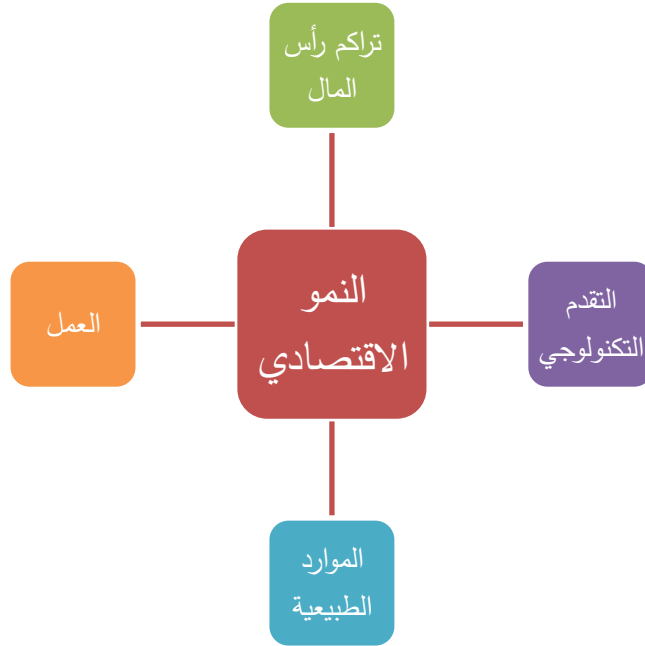 تراكم رأس
المال
النمو
الاقتصادي
التقدم
التكنولوجي
العمل
الموارد
الطبيعية